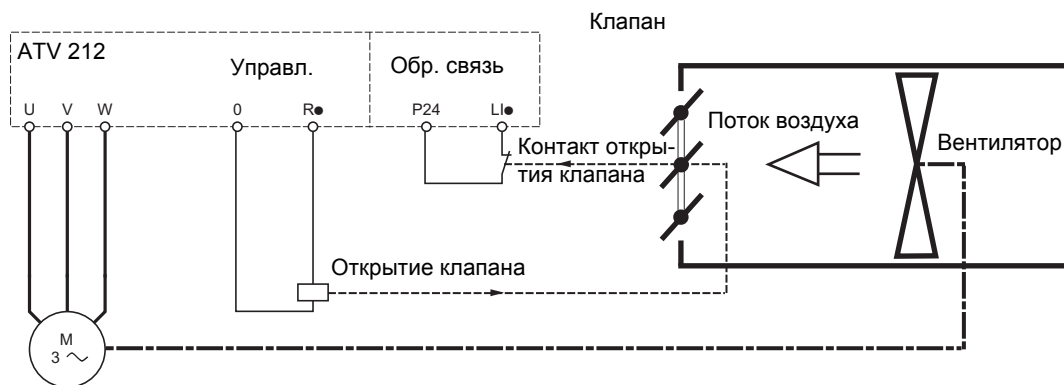 Клапан
ATV 212
Управл.
Обр. связь
U V W 0 R● P24 LI●
Поток воздуха
Вентилятор
Контакт откры-
тия клапана
Открытие клапана
M
3